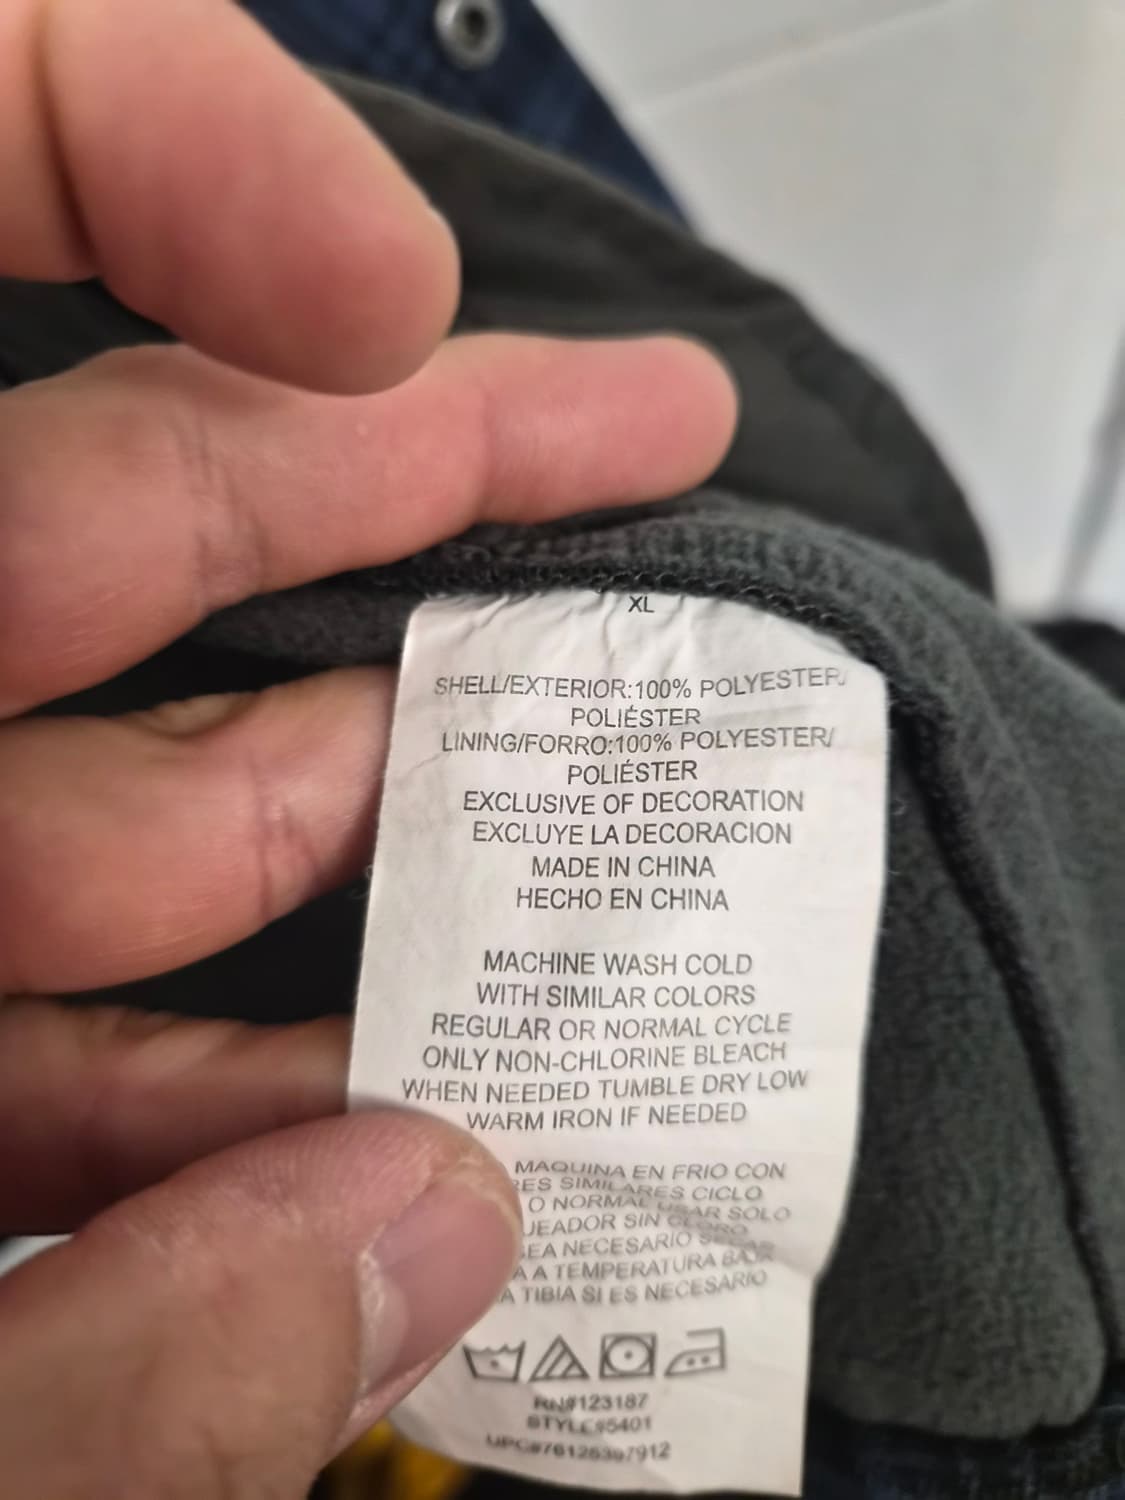 XL
SHELL/EXTERIOR:100% POLYESTER/
POLIÉSTER
LINING/FORRO:100% POLYESTER/
POLIÉSTER
EXCLUSIVE OF DECORATION
EXCLUYE LA DECORACION
MADE IN CHINA
HECHO EN CHINA
MACHINE WASH COLD
WITH SIMILAR COLORS
REGULAR OR NORMAL CYCLE
ONLY NON-CHLORINE BLEACH
WHEN NEEDED TUMBLE DRY LOW
WARM IRON IF NEEDED
MAQUINA EN FRIO CON
SIMILARES CICLO
O NORMAL USAR SOLO
SIN CLORO
NECESARIO
A TEMPERATURA BAJA
TIBIA SI ES NECESARIO
RN#123187
STYLE#5401